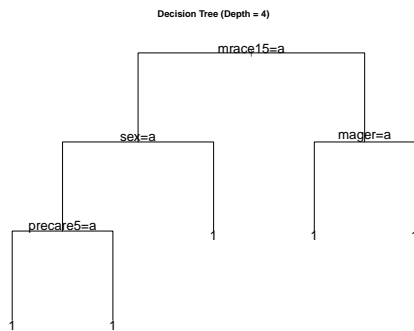 Decision Tree (Depth = 4)
mrace15=a
sex=a
mager=a
precare5=a
1
1
1
1
1